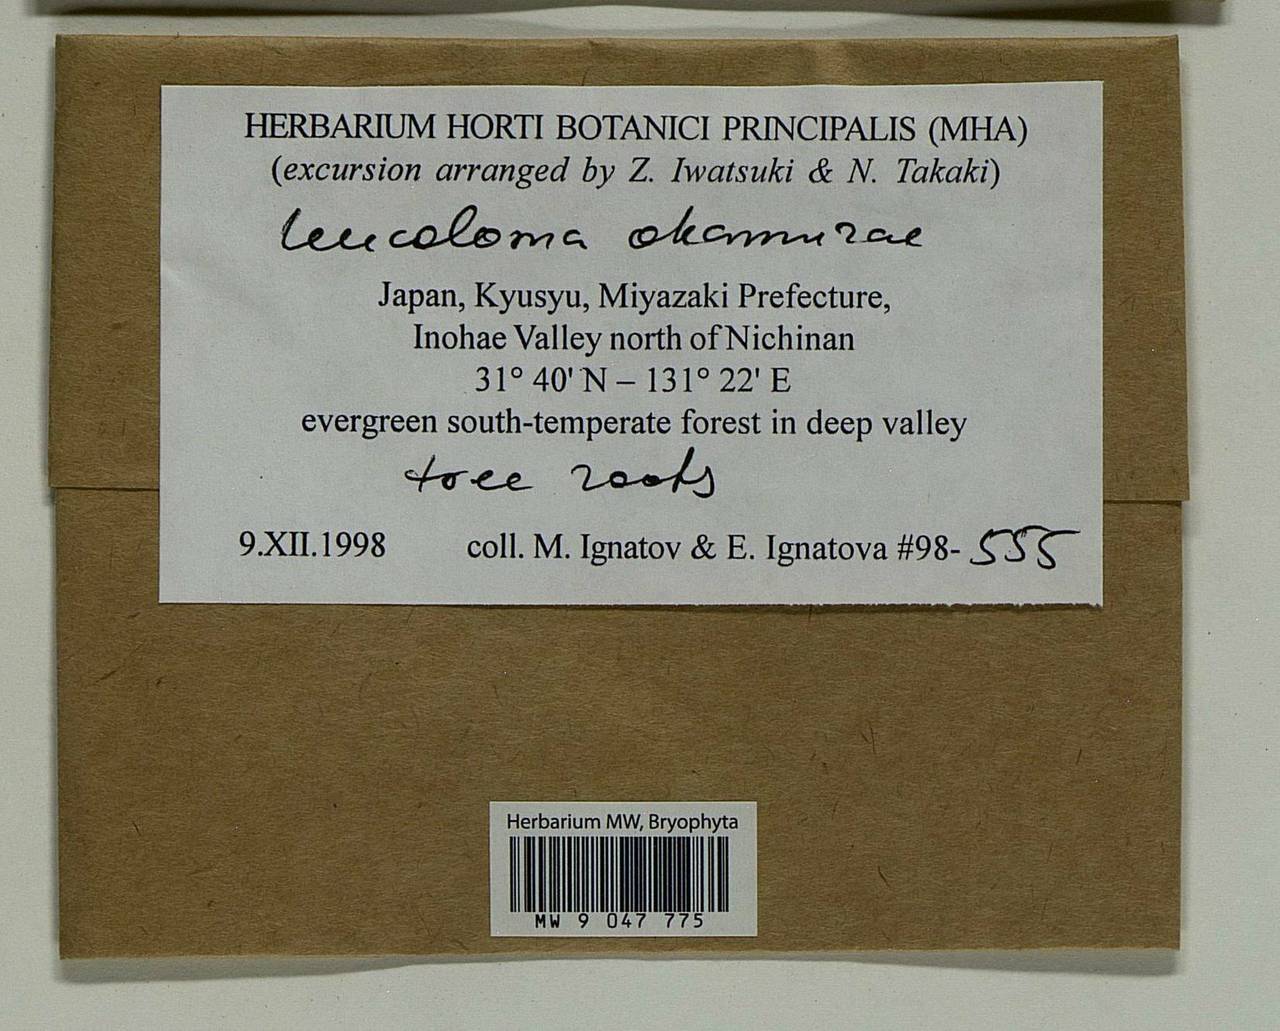 HERBARIUM HORTI BOTANICI PRINCIPALIS (MHA)
(excursion arranged by Z. Iwatsuki & N. Takaki)
Leucoloma okamurae
Japan, Kyusyu, Miyazaki Prefecture,
Inohae Valley north of Nichinan
31° 40' N – 131° 22' E
evergreen south-temperate forest in deep valley
tree roots
9.XII.1998 coll. M. Ignatov & E. Ignatova #98-555
Herbarium MW, Bryophyta
MW 9 047 775